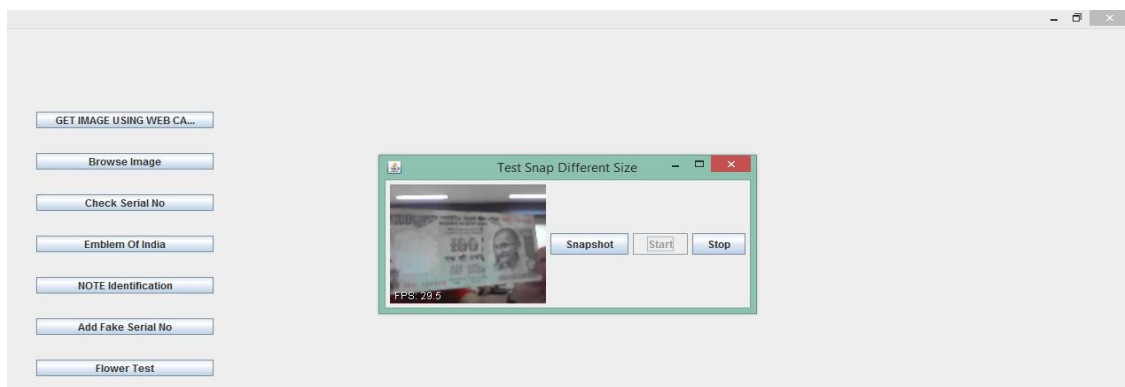 GET IMAGE USING WEB CA...
Browse Image
Check Serial No
Emblem Of India
NOTE Identification
Add Fake Serial No
Flower Test
Test Snap Different Size
100
FPS: 29.5
Snapshot
Start
Stop